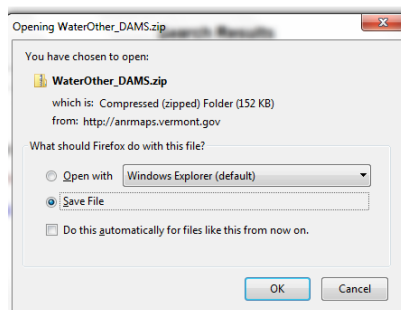 Opening WaterOther_DAMS.zip
Search Results
You have chosen to open:
WaterOther_DAMS.zip
which is: Compressed (zipped) Folder (152 KB)
from: http://anrmaps.vermont.gov
What should Firefox do with this file?
Open with Windows Explorer (default)
Save File
Do this automatically for files like this from now on.
OK Cancel